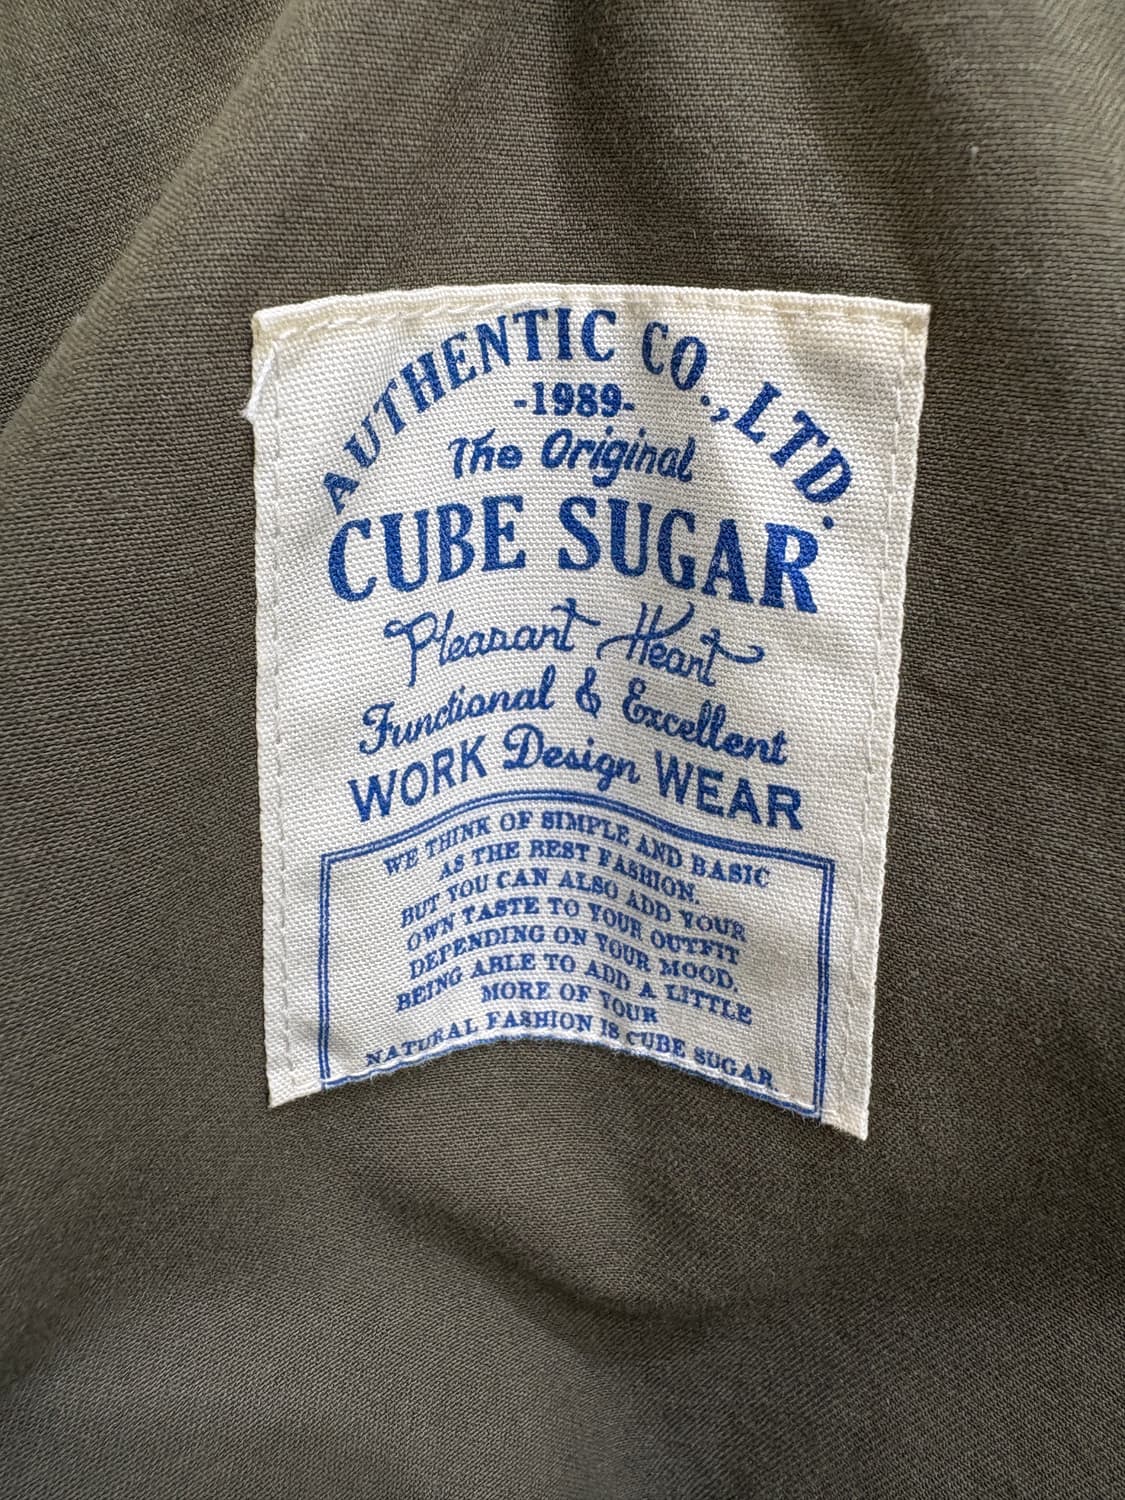 AUTHENTIC CO.,LTD.
-1989-
The Original
CUBE SUGAR
Pleasant Heart
Functional & Excellent
WORK Design WEAR
WE THINK OF SIMPLE AND BASIC
AS THE BEST FASHION.
BUT YOU CAN ALSO ADD YOUR
OWN TASTE TO YOUR OUTFIT
DEPENDING ON YOUR MOOD.
BEING ABLE TO ADD A LITTLE
MORE OF YOUR
NATURAL FASHION IS CUBE SUGAR.